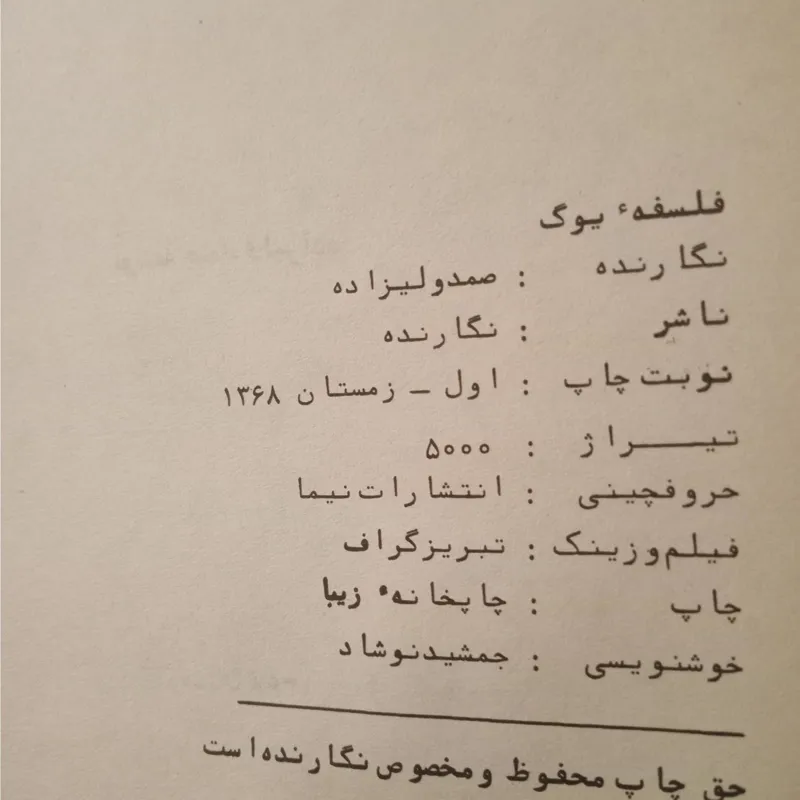 فلسفهٔ یوگ
نگارنده : صمدولیزاده
ناشر : نگارنده
نوبت چاپ : اول - زمستان ۱۳۶۸
تیــــراژ : ۵۰۰۰
حروفچینی : انتشارات نیما
فیلم و زینک : تبریزگراف
چاپ : چاپخانهٔ زیبا
خوشنویسی : جمشیدنوشاد
حق چاپ محفوظ و مخصوص نگارنده است